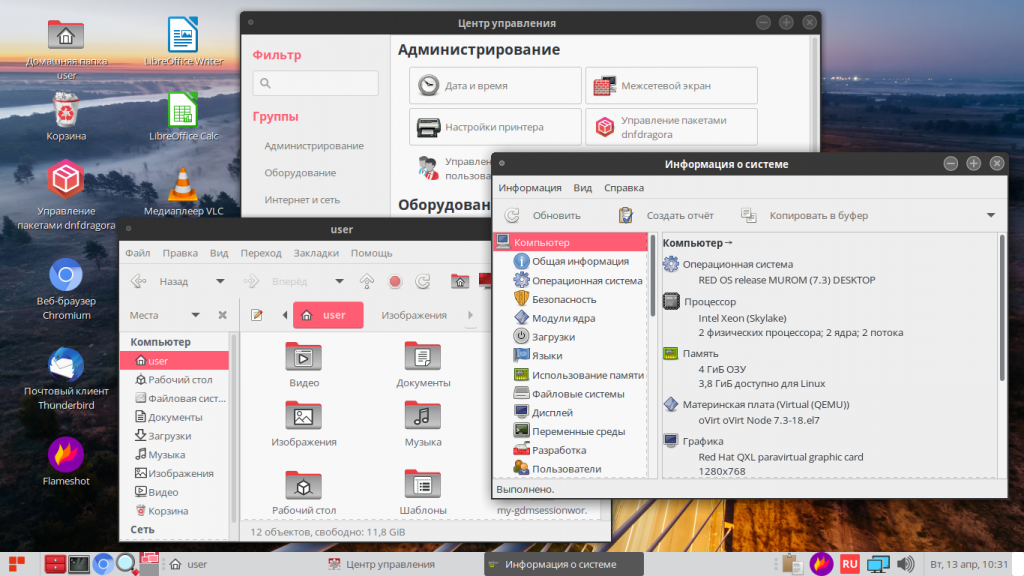 Домашняя папка
user
LibreOffice Writer
Корзина
LibreOffice Calc
Управление
пакетами dnfdragora
Медиаплеер VLC
Веб-браузер
Chromium
Почтовый клиент
Thunderbird
Flameshot
Центр управления
Фильтр
Группы
Администрирование
Оборудование
Интернет и сеть
Администрирование
Дата и время
Межсетевой экран
Настройки принтера
Управление пакетами
dnfdragora
Управлен
пользова
Оборудован
user
Файл Правка Вид Переход Закладки Помощь
Назад Вперёд
Места
user Изображения
Компьютер
user
Рабочий стол
Файловая сист...
Документы
Загрузки
Музыка
Изображения
Видео
Корзина
Сеть
Видео
Документы
Изображения
Музыка
Рабочий стол
Шаблоны
my-gdmsessionwor.
12 объектов, свободно: 11,8 GiB
Информация о системе
Информация Вид Справка
Обновить Создать отчёт Копировать в буфер
Компьютер
Общая информация
Операционная система
Безопасность
Модули ядра
Загрузки
Языки
Использование памяти
Файловые системы
Дисплей
Переменные среды
Разработка
Пользователи
Компьютер→
Операционная система
RED OS release MUROM (7.3) DESKTOP
Процессор
Intel Xeon (Skylake)
2 физических процессора; 2 ядра; 2 потока
Память
4 ГиБ ОЗУ
3,8 ГиБ доступно для Linux
Материнская плата (Virtual (QEMU))
oVirt oVirt Node 7.3-18.el7
Графика
Red Hat QXL paravirtual graphic card
1280x768
Выполнено.
user
Центр управления
Информация о системе
RU
Вт, 13 апр, 10:31